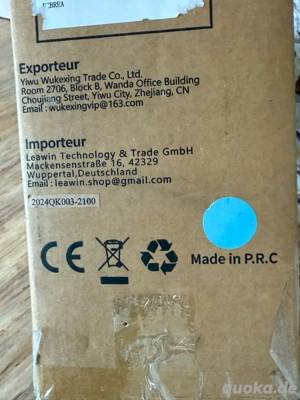 Exporteur
Yiwu Wukexing Trade Co., Ltd.
Room 2706, Block B, Wanda Office Building
Choujiang Street, Yiwu City, Zhejiang, CN
Email : wukexingvip@163.com
Importeur
Leawin Technology & Trade GmbH
Mackensenstraße 16, 42329
Wuppertal,Deutschland
Email : leawin.shop@gmail.com
2024QK003-2100
CE
Made in P.R.C
quoka.de